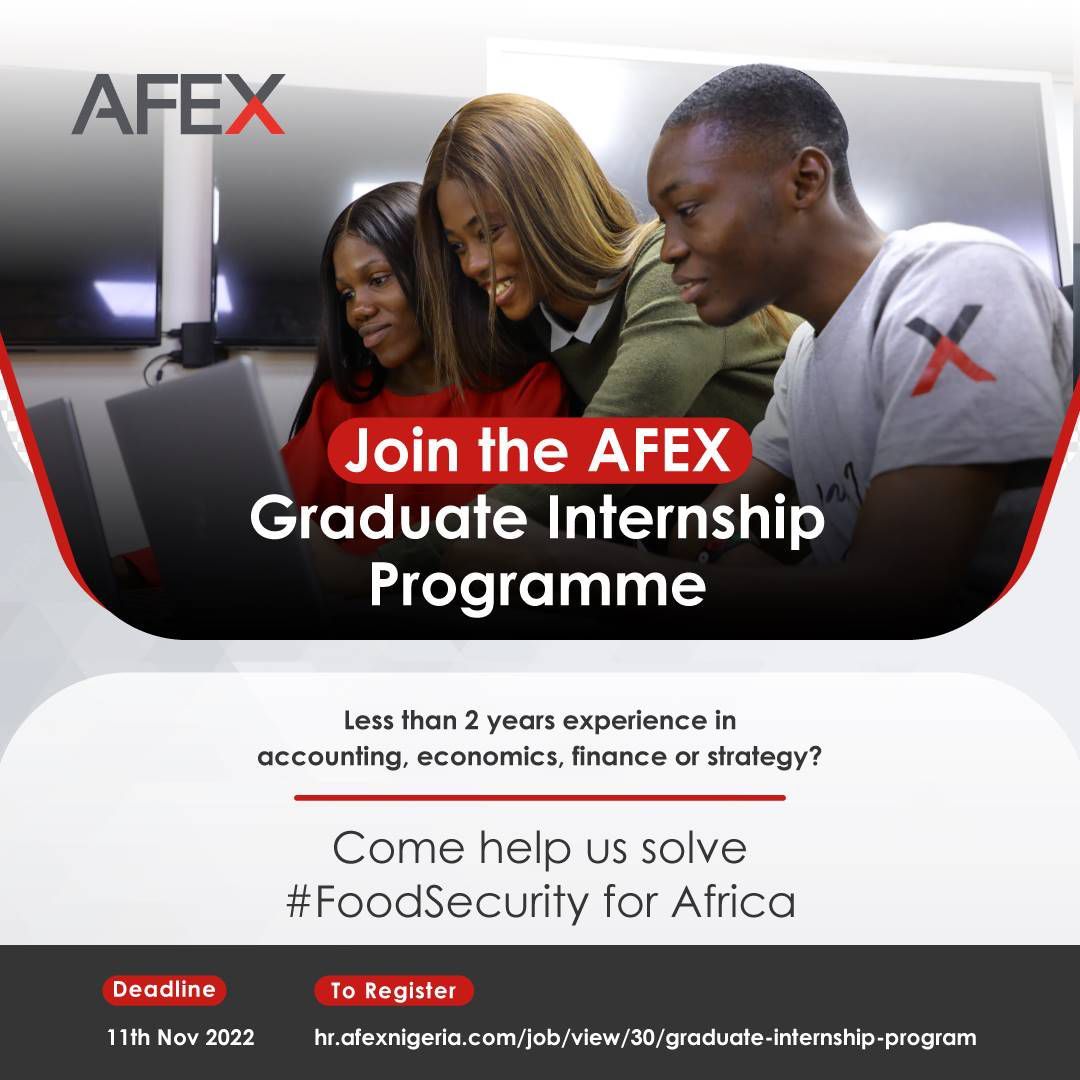 AFEX
Join the AFEX
Graduate Internship
Programme
Less than 2 years experience in
accounting, economics, finance or strategy?
Come help us solve
#FoodSecurity for Africa
Deadline
11th Nov 2022
To Register
hr.afexnigeria.com/job/view/30/graduate-internship-program